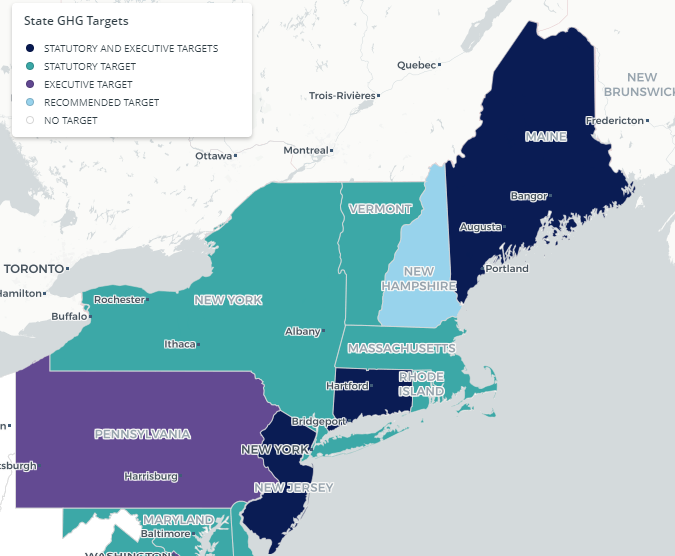 State GHG Targets
STATUTORY AND EXECUTIVE TARGETS
STATUTORY TARGET
EXECUTIVE TARGET
RECOMMENDED TARGET
NO TARGET
Quebec
NEW
BRUNSWICK
Trois-Rivières
Fredericton
MAINE
Montreal
Ottawa
Bangor
VERMONT
Augusta
TORONTO
Portland
NEW
HAMPSHIRE
Hamilton
Rochester
NEW YORK
Buffalo
Albany
Ithaca
MASSACHUSETTS
RHODE
ISLAND
Hartford
Bridgeport
n
PENNSYLVANIA
NEW YORK
tsburgh
Harrisburg
NEW JERSEY
MARYLAND
Baltimore
WASHINGTON